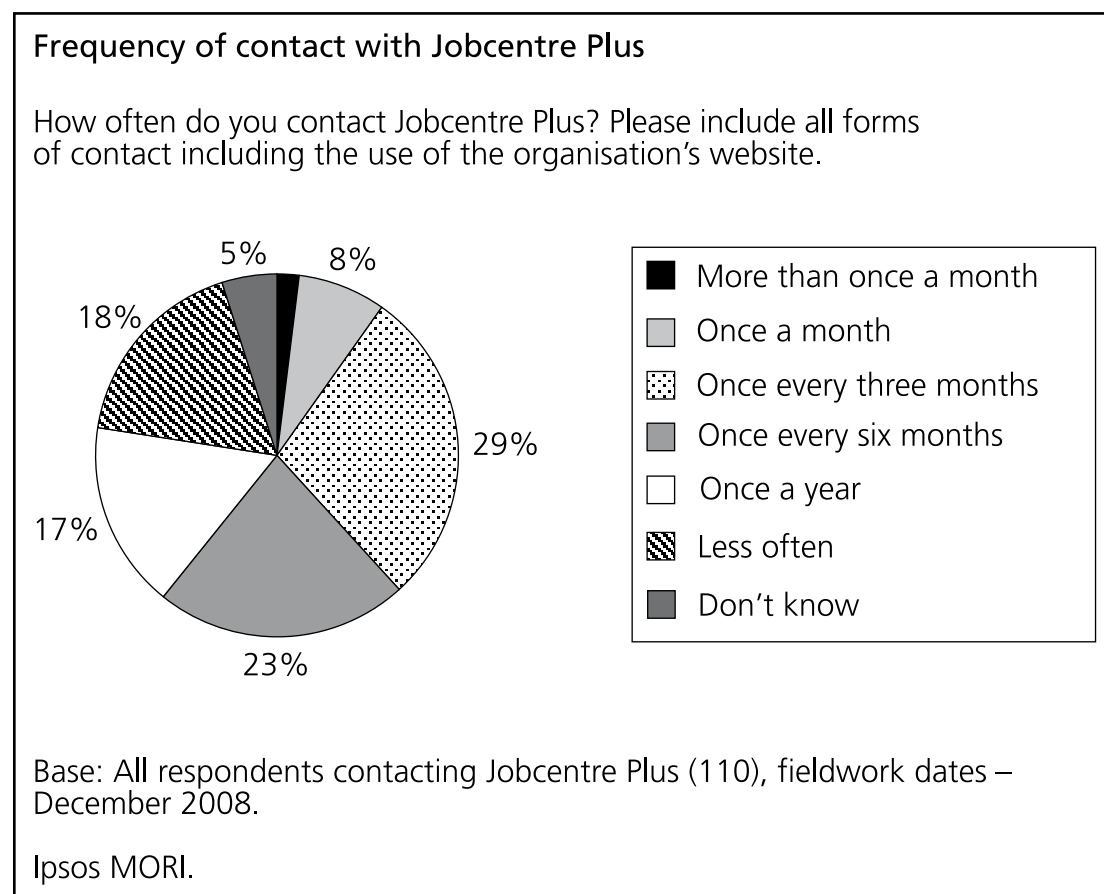 Frequency of contact with Jobcentre Plus
How often do you contact Jobcentre Plus? Please include all forms
of contact including the use of the organisation’s website.
5%
8%
18%
29%
17%
23%
More than once a month
Once a month
Once every three months
Once every six months
Once a year
Less often
Don’t know
Base: All respondents contacting Jobcentre Plus (110), fieldwork dates –
December 2008.
Ipsos MORI.